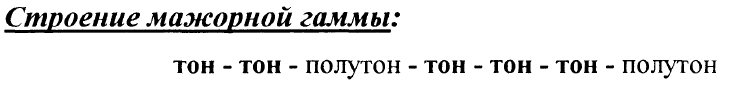 Строение мажорной гаммы:
тон - тон - полутон - тон - тон - тон - полутон